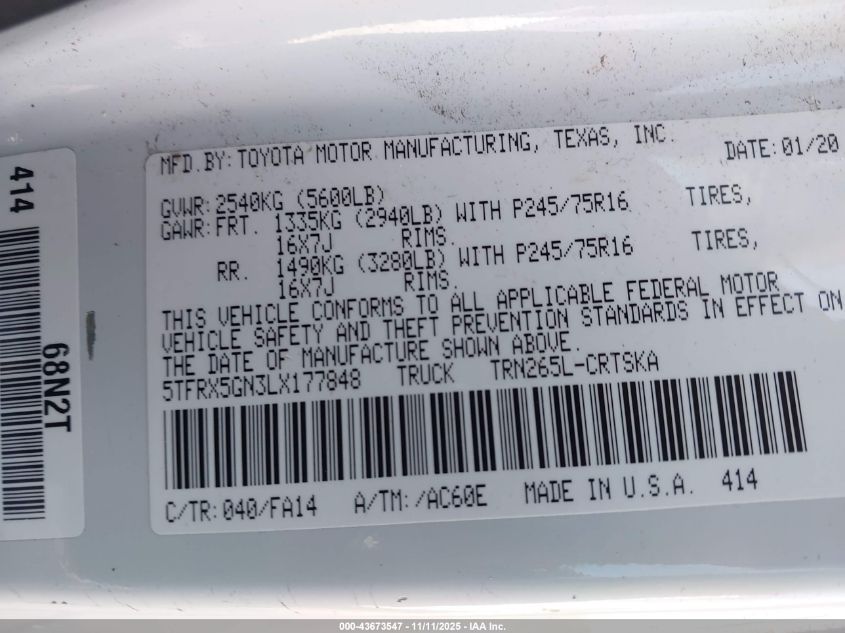 MFD. BY: TOYOTA MOTOR MANUFACTURING, TEXAS, INC. DATE: 01/20
GVWR: 2540KG (5600LB)
GAWR: FRT. 1335KG (2940LB) WITH P245/75R16 TIRES,
16X7J RIMS.
RR. 1490KG (3280LB) WITH P245/75R16 TIRES,
16X7J RIMS.
THIS VEHICLE CONFORMS TO ALL APPLICABLE FEDERAL MOTOR
VEHICLE SAFETY AND THEFT PREVENTION STANDARDS IN EFFECT ON
THE DATE OF MANUFACTURE SHOWN ABOVE.
5TFRX5GN3LX177848 TRUCK TRN265L-CRTSKA
C/TR: 040/FA14 A/TM: /AC60E MADE IN U.S.A. 414
414
68N2T
000-43673547 - 11/11/2025 - IAA Inc.